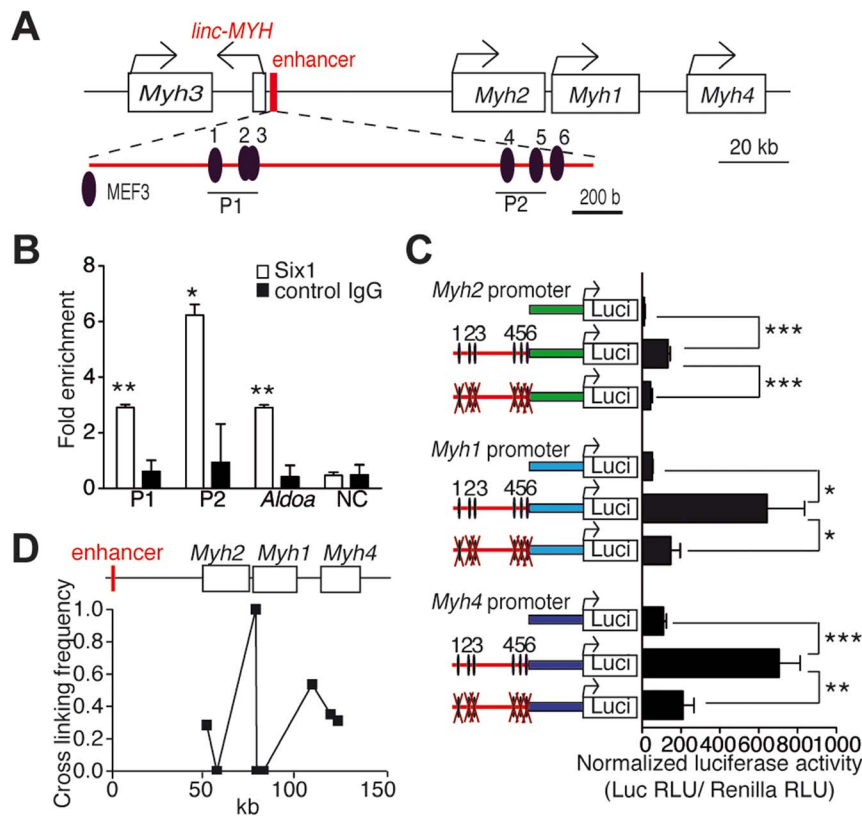 A
linc-MYH
enhancer
Myh3
Myh2
Myh1
Myh4
1 2 3 4 5 6
20 kb
MEF3
P1
P2
200 b
B
Six1
control IgG
Fold enrichment
8
6
4
2
0
**
*
**
P1
P2
Aldoa
NC
C
Myh2 promoter
Luci
123 456
Luci
Luci
***
***
Myh1 promoter
Luci
123 456
Luci
Luci
*
*
Myh4 promoter
Luci
123 456
Luci
Luci
***
**
0 200 400 600 800 1000
Normalized luciferase activity
(Luc RLU/ Renilla RLU)
D
enhancer
Myh2
Myh1
Myh4
Cross linking frequency
1.0
0.8
0.6
0.4
0.2
0.0
0 50 100 150
kb